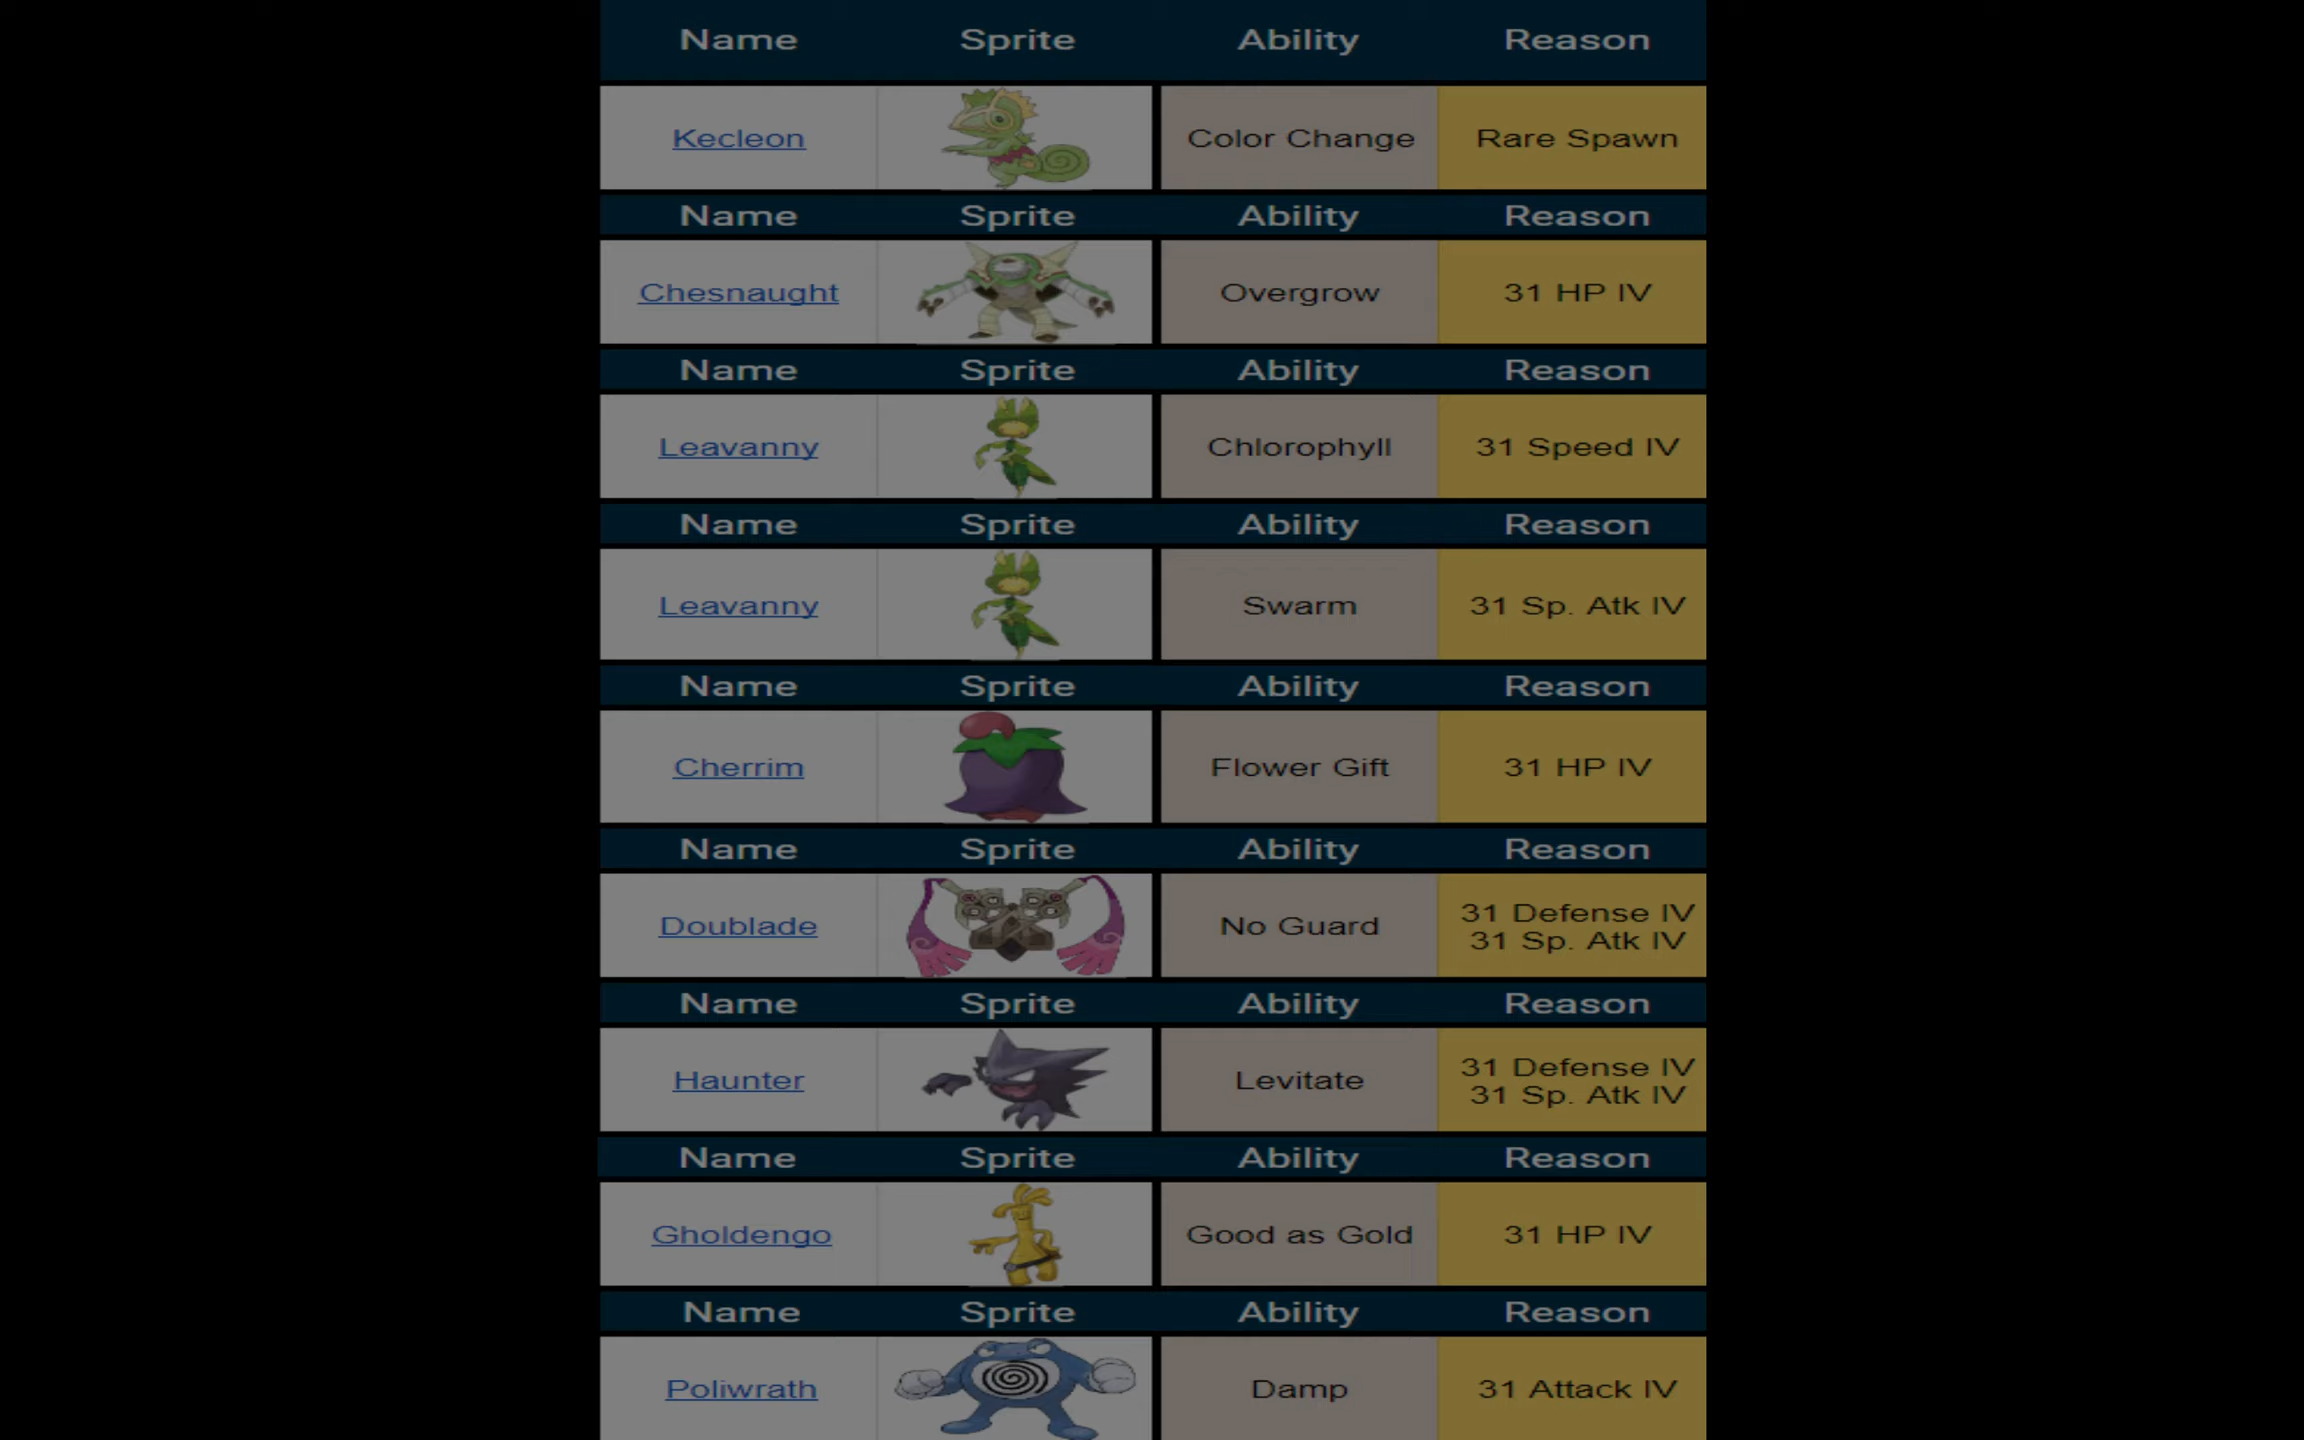 Name Sprite Ability Reason
Kecleon Color Change Rare Spawn
Name Sprite Ability Reason
Chesnaught Overgrow 31 HP IV
Name Sprite Ability Reason
Leavanny Chlorophyll 31 Speed IV
Name Sprite Ability Reason
Leavanny Swarm 31 Sp. Atk IV
Name Sprite Ability Reason
Cherrim Flower Gift 31 HP IV
Name Sprite Ability Reason
Doublade No Guard 31 Defense IV
31 Sp. Atk IV
Name Sprite Ability Reason
Haunter Levitate 31 Defense IV
31 Sp. Atk IV
Name Sprite Ability Reason
Gholdengo Good as Gold 31 HP IV
Name Sprite Ability Reason
Poliwrath Damp 31 Attack IV